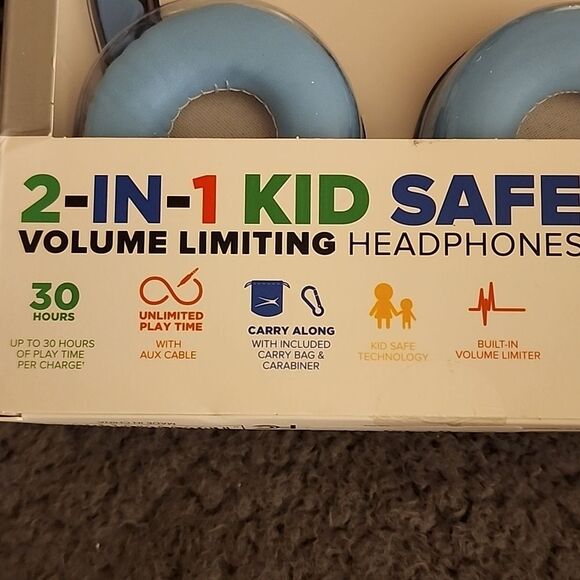 2-IN-1 KID SAFE
VOLUME LIMITING HEADPHONES
30
HOURS
UP TO 30 HOURS
OF PLAY TIME
PER CHARGE¹
UNLIMITED
PLAY TIME
WITH
AUX CABLE
CARRY ALONG
WITH INCLUDED
CARRY BAG &
CARABINER
KID SAFE
TECHNOLOGY
BUILT-IN
VOLUME LIMITER